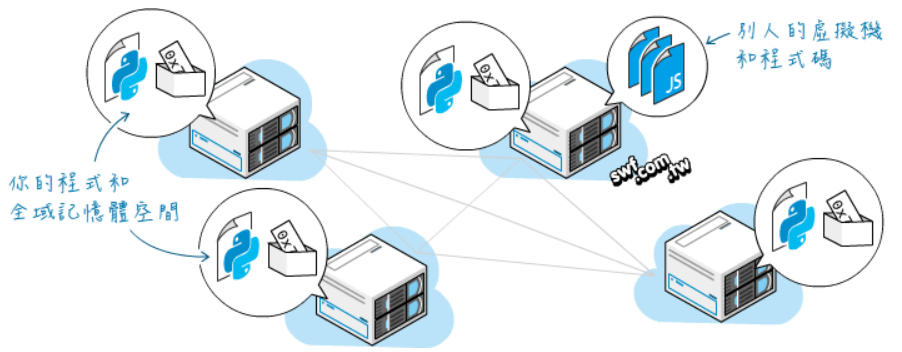 別人的虛擬機
和程式碼
JS
swf.com.tw
你的程式和
全域記憶體空間